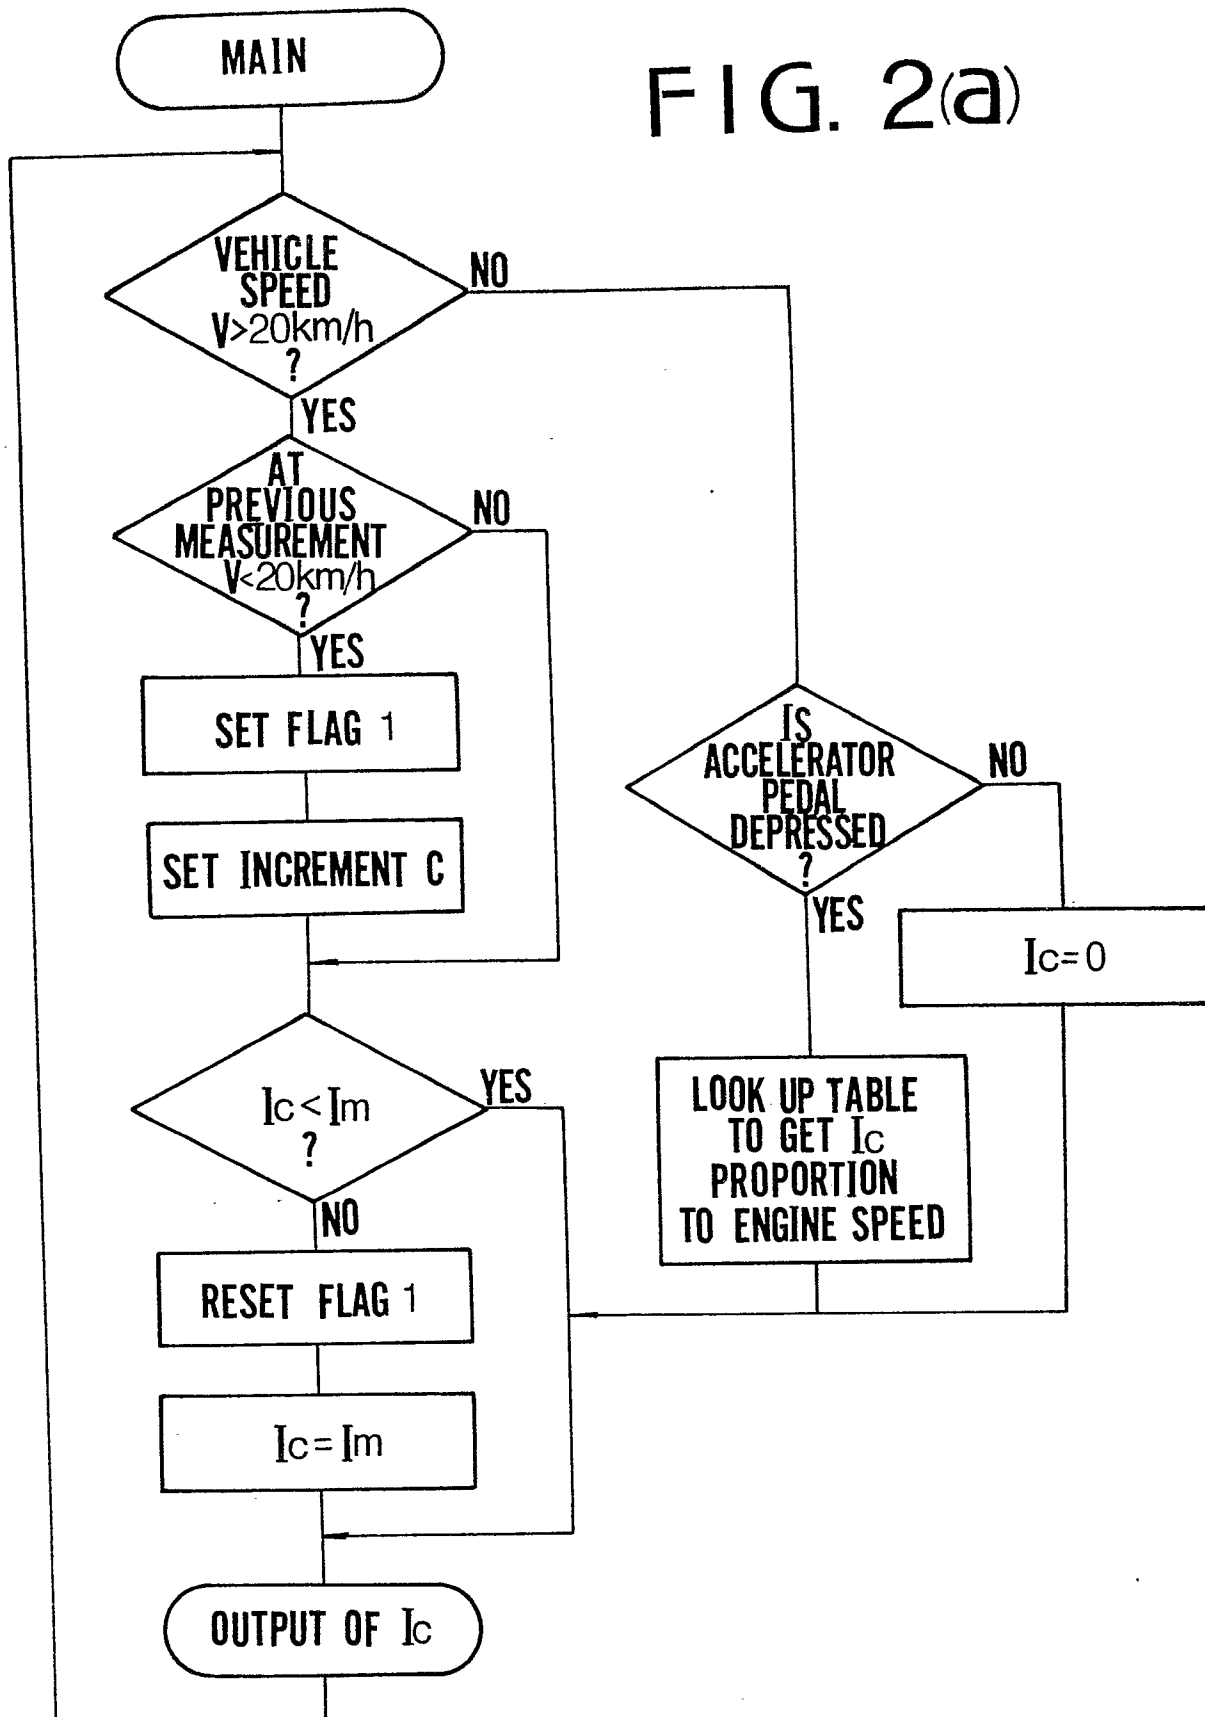 MAIN
FIG. 2(a)
VEHICLE
SPEED
V>20km/h
?
NO
YES
AT
PREVIOUS
MEASUREMENT
V<20km/h
?
NO
YES
SET FLAG 1
SET INCREMENT C
IS
ACCELERATOR
PEDAL
DEPRESSED
?
NO
YES
Ic=0
LOOK UP TABLE
TO GET Ic
PROPORTION
TO ENGINE SPEED
Ic<Im
?
YES
NO
RESET FLAG 1
Ic=Im
OUTPUT OF Ic